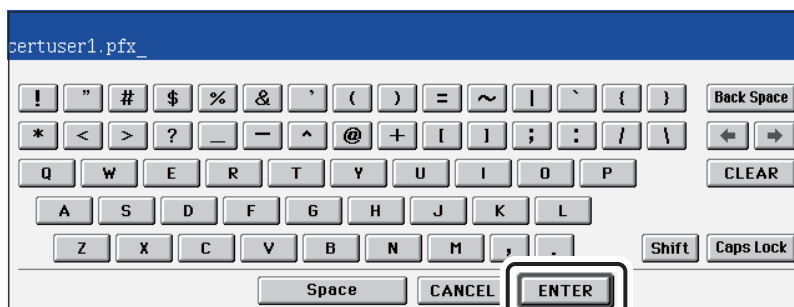 certuser1.pfx_
! " # $ % & ' ( ) = ~ | ` { } Back Space
* < > ? _ - ^ @ + [ ] ; : / \ ← →
Q W E R T Y U I O P CLEAR
A S D F G H J K L
Z X C V B N M , . Shift Caps Lock
Space CANCEL ENTER